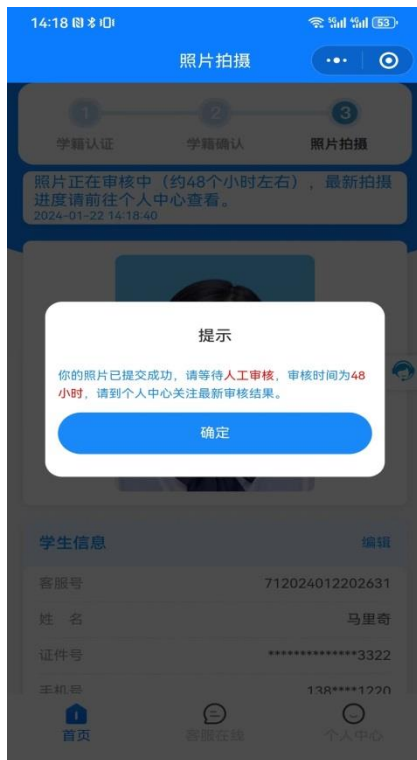 14:18
53
照片拍摄
1
2
3
学籍认证
学籍确认
照片拍摄
照片正在审核中（约48个小时左右），最新拍摄
进度请前往个人中心查看。
2024-01-22 14:18:40
提示
你的照片已提交成功，请等待人工审核，审核时间为48
小时，请到个人中心关注最新审核结果。
确定
学生信息
编辑
客服号
712024012202631
姓 名
马里奇
证件号
**************3322
手机号
138****1220
首页
客服在线
个人中心